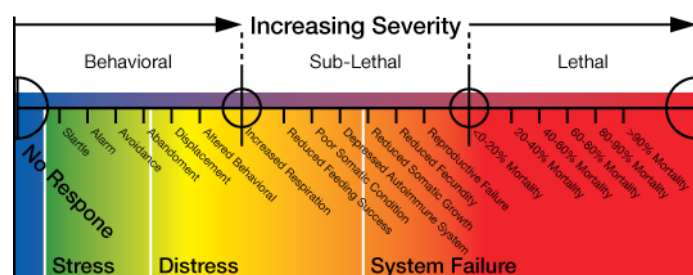 Increasing Severity
Behavioral
Sub-Lethal
Lethal
No Respone
Startle
Alarm
Avoidance
Abandoment
Displacement
Altered Behavioral
Increased Respiration
Reduced Feeding Success
Poor Somatic Condition
Depressed Autoimmune System
Reduced Somatic Growth
Reduced Fecundity
Reproductive Failure
<0-20% Mortality
20-40% Mortality
40-60% Mortality
60-80% Mortality
80-90% Mortality
>90% Mortality
Stress
Distress
System Failure